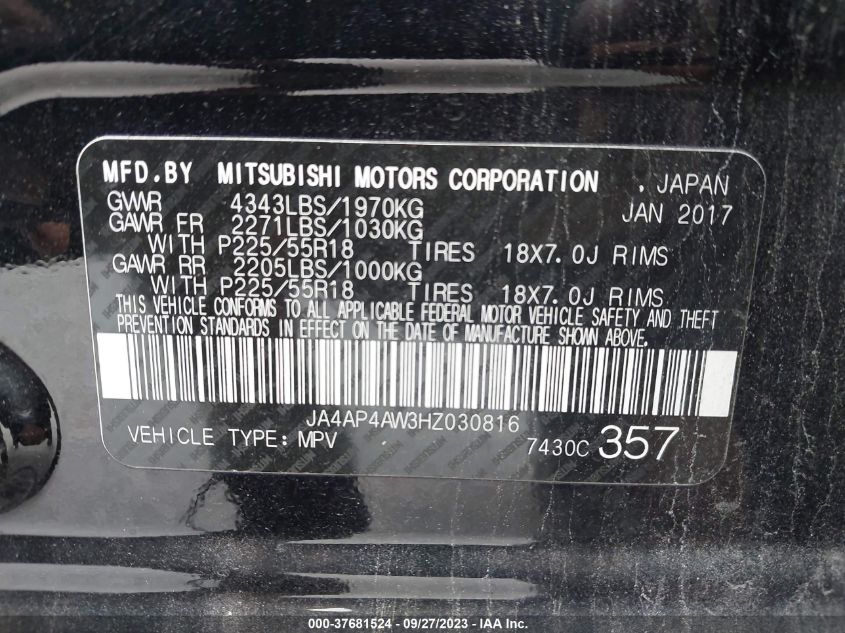 MFD.BY MITSUBISHI MOTORS CORPORATION . JAPAN
GVWR 4343LBS/1970KG JAN 2017
GAWR FR 2271LBS/1030KG
WITH P225/55R18 TIRES 18X7.0J RIMS
GAWR RR 2205LBS/1000KG
WITH P225/55R18 TIRES 18X7.0J RIMS
THIS VEHICLE CONFORMS TO ALL APPLICABLE FEDERAL MOTOR VEHICLE SAFETY AND THEFT
PREVENTION STANDARDS IN EFFECT ON THE DATE OF MANUFACTURE SHOWN ABOVE.
JA4AP4AW3HZ030816
VEHICLE TYPE: MPV 7430C 357
000-37681524 - 09/27/2023 - IAAI.COM